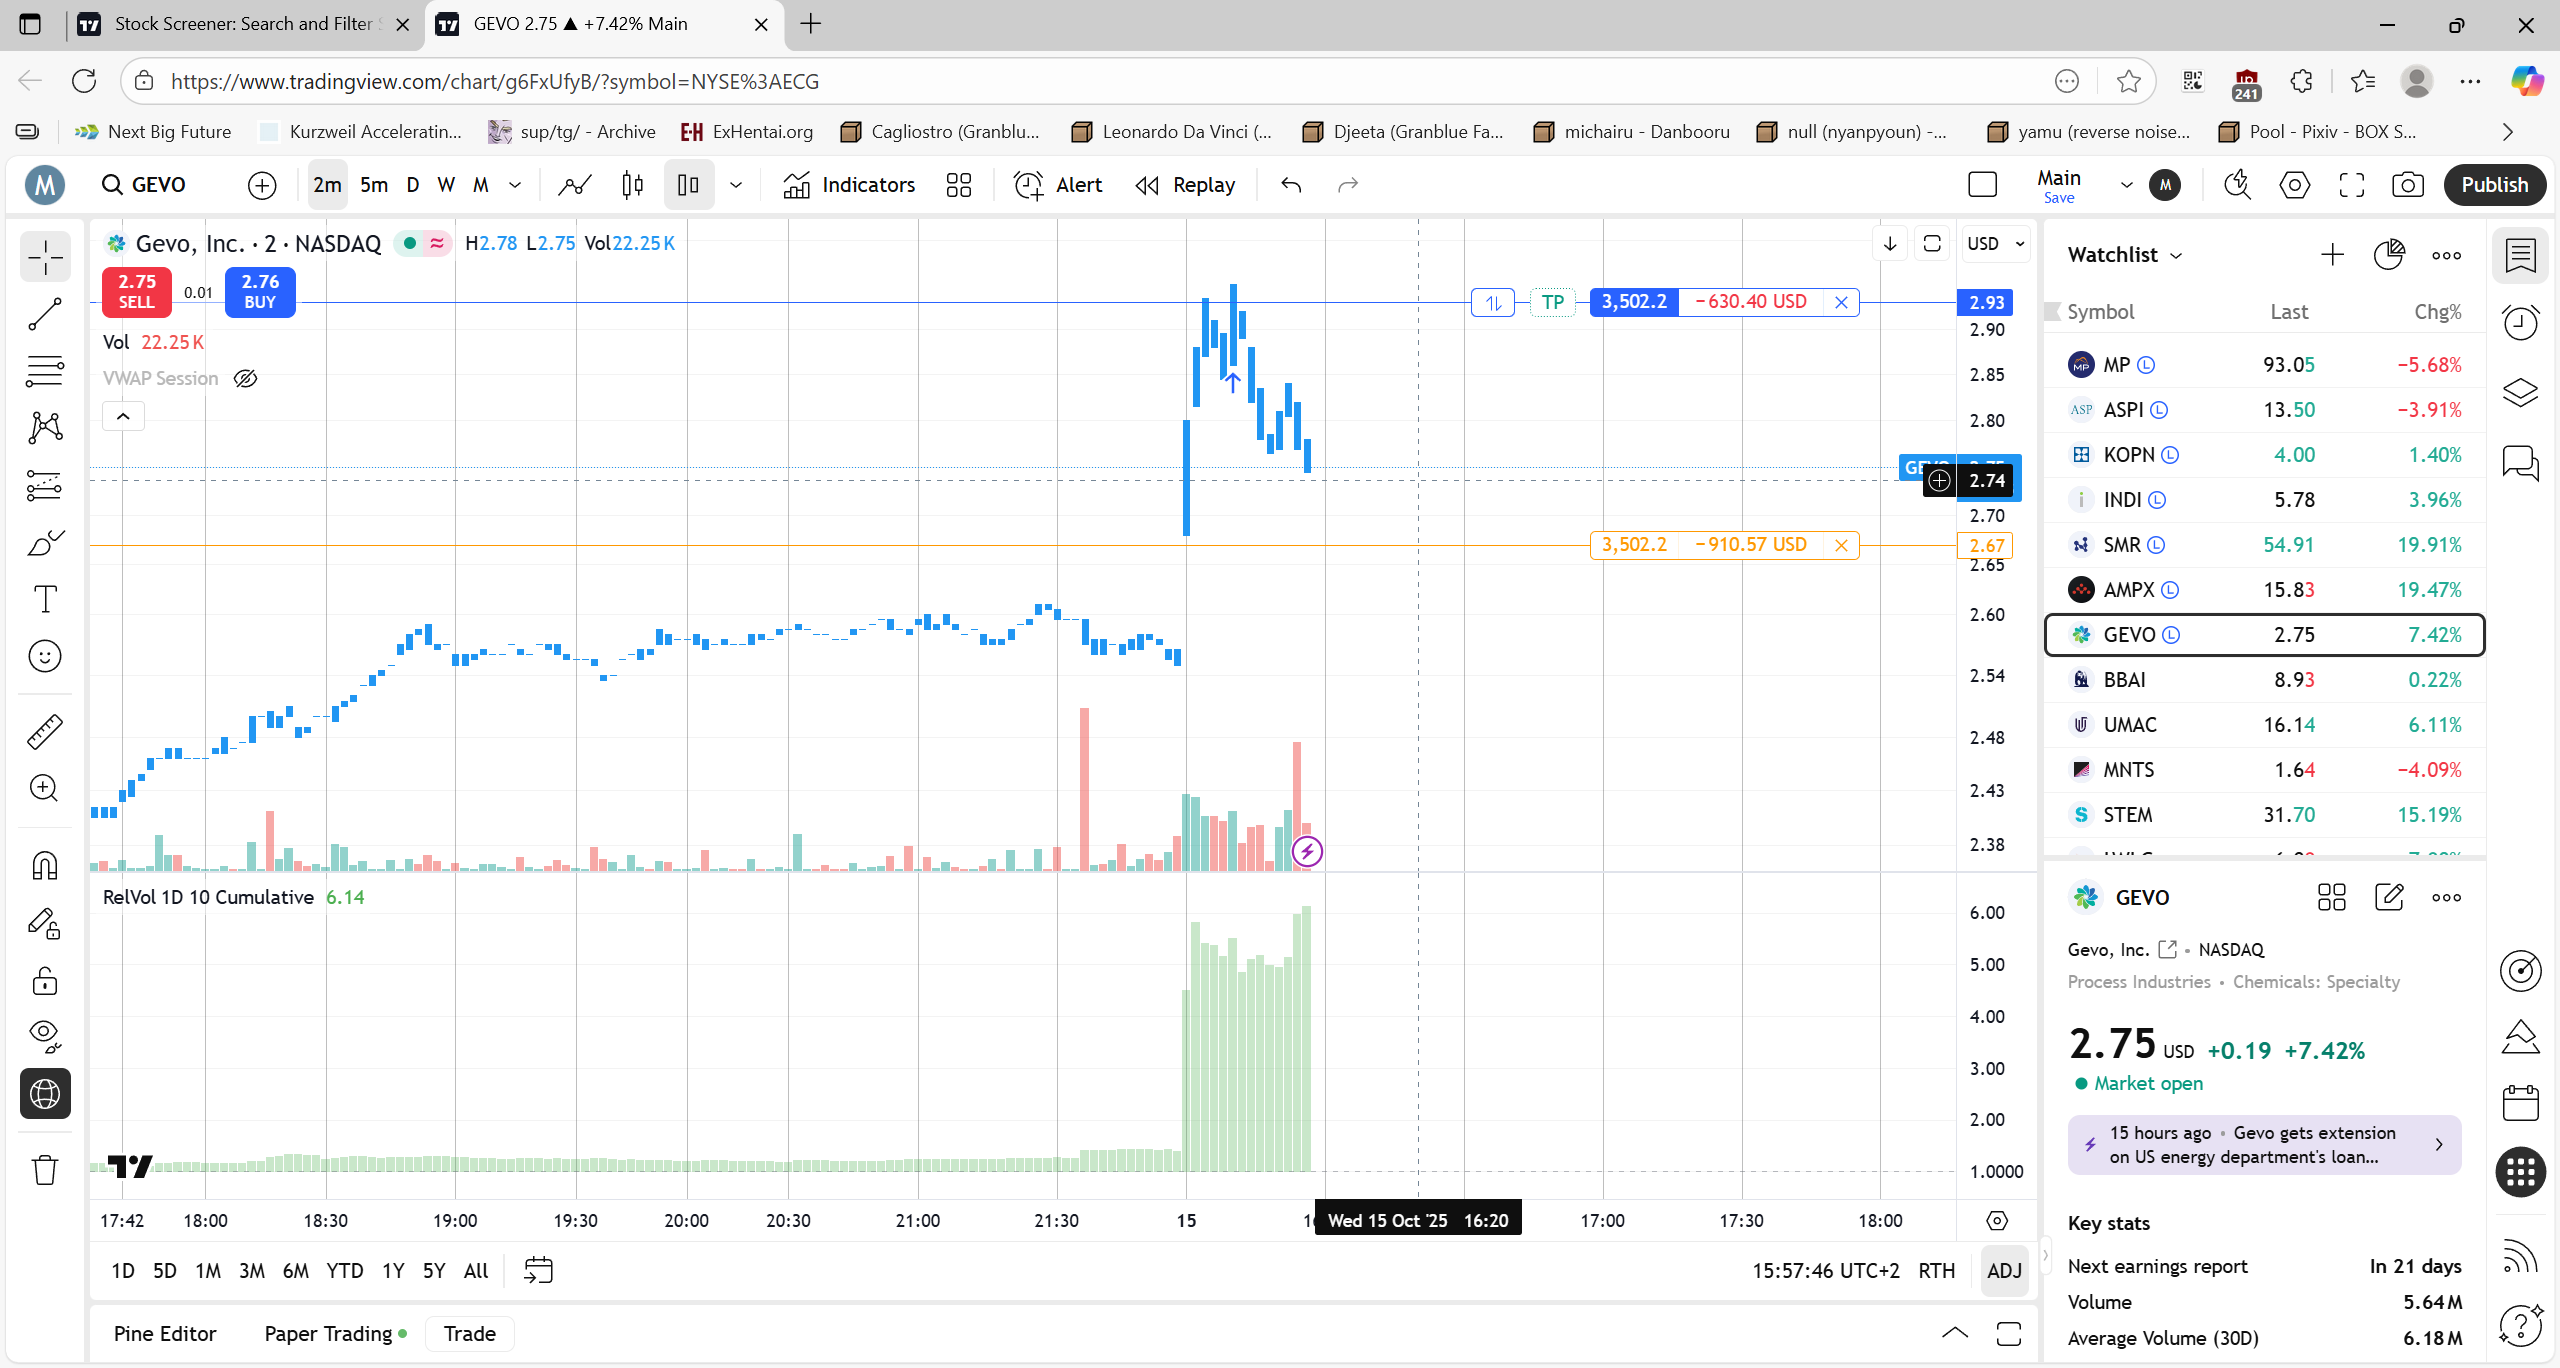 Stock Screener: Search and Filter S
GEVO 2.75 ▲ +7.42% Main
https://www.tradingview.com/chart/g6FxUfyB/?symbol=NYSE%3AECG
241
Next Big Future
Kurzweil Acceleratin...
sup/tg/ - Archive
EH ExHentai.org
Cagliostro (Granblu...
Leonardo Da Vinci (...
Djeeta (Granblue Fa...
michairu - Danbooru
null (nyanpyoun) -...
yamu (reverse noise...
Pool - Pixiv - BOX S...
M
GEVO
2m 5m D W M
Indicators
Alert
Replay
Main
Save
M
Publish
Gevo, Inc. · 2 · NASDAQ
H2.78 L2.75 Vol22.25 K
USD
2.75
SELL
0.01
2.76
BUY
Vol 22.25 K
VWAP Session
TP
3,502.2 −630.40 USD
2.93
2.90
2.85
2.80
2.74
2.70
3,502.2 −910.57 USD
2.67
2.65
2.60
2.54
2.48
2.43
2.38
RelVol 1D 10 Cumulative 6.14
6.00
5.00
4.00
3.00
2.00
1.0000
17:42 18:00 18:30 19:00 19:30 20:00 20:30 21:00 21:30 15
Wed 15 Oct '25 16:20
17:00 17:30 18:00
1D 5D 1M 3M 6M YTD 1Y 5Y All
15:57:46 UTC+2 RTH ADJ
Pine Editor
Paper Trading
Trade
Watchlist
Symbol Last Chg%
MP L 93.05 −5.68%
ASP ASPI L 13.50 −3.91%
KOPN L 4.00 1.40%
INDI L 5.78 3.96%
SMR L 54.91 19.91%
AMPX L 15.83 19.47%
GEVO L 2.75 7.42%
BBAI 8.93 0.22%
UMAC 16.14 6.11%
MNTS 1.64 −4.09%
STEM 31.70 15.19%
GEVO
Gevo, Inc. • NASDAQ
Process Industries • Chemicals: Specialty
2.75 USD +0.19 +7.42%
Market open
15 hours ago • Gevo gets extension
on US energy department's loan...
Key stats
Next earnings report In 21 days
Volume 5.64 M
Average Volume (30D) 6.18 M